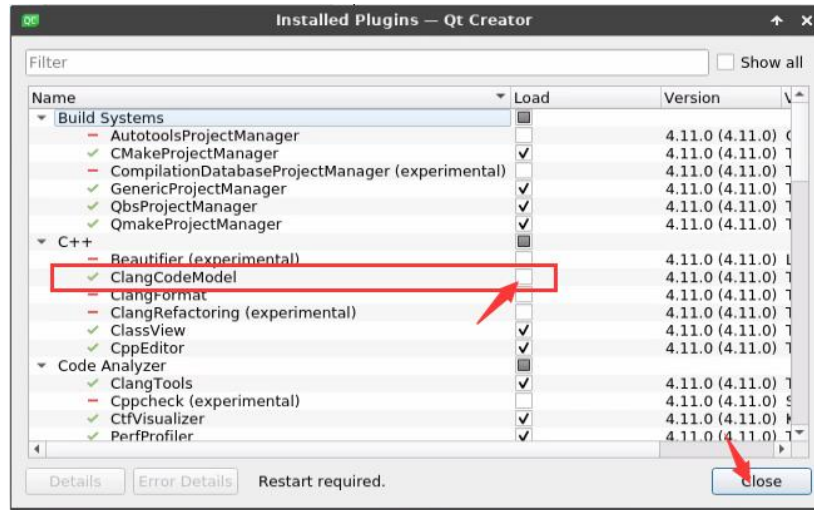 Installed Plugins — Qt Creator
Filter
Show all
Name Load Version
Build Systems
AutotoolsProjectManager 4.11.0 (4.11.0)
CMakeProjectManager 4.11.0 (4.11.0)
CompilationDatabaseProjectManager (experimental) 4.11.0 (4.11.0)
GenericProjectManager 4.11.0 (4.11.0)
QbsProjectManager 4.11.0 (4.11.0)
QmakeProjectManager 4.11.0 (4.11.0)
C++
Beautifier (experimental) 4.11.0 (4.11.0)
ClangCodeModel 4.11.0 (4.11.0)
ClangFormat 4.11.0 (4.11.0)
ClangRefactoring (experimental) 4.11.0 (4.11.0)
ClassView 4.11.0 (4.11.0)
CppEditor 4.11.0 (4.11.0)
Code Analyzer
ClangTools 4.11.0 (4.11.0)
Cppcheck (experimental) 4.11.0 (4.11.0)
CtfVisualizer 4.11.0 (4.11.0)
PerfProfiler 4.11.0 (4.11.0)
Details Error Details Restart required. Close